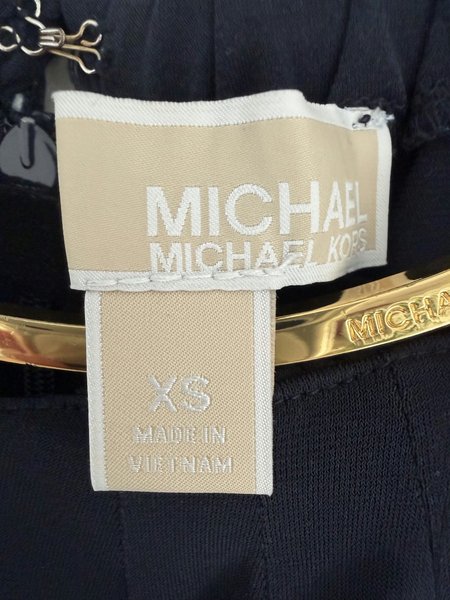 MICHAEL
MICHAEL KORS
MICHA
XS
MADE IN
VIETNAM